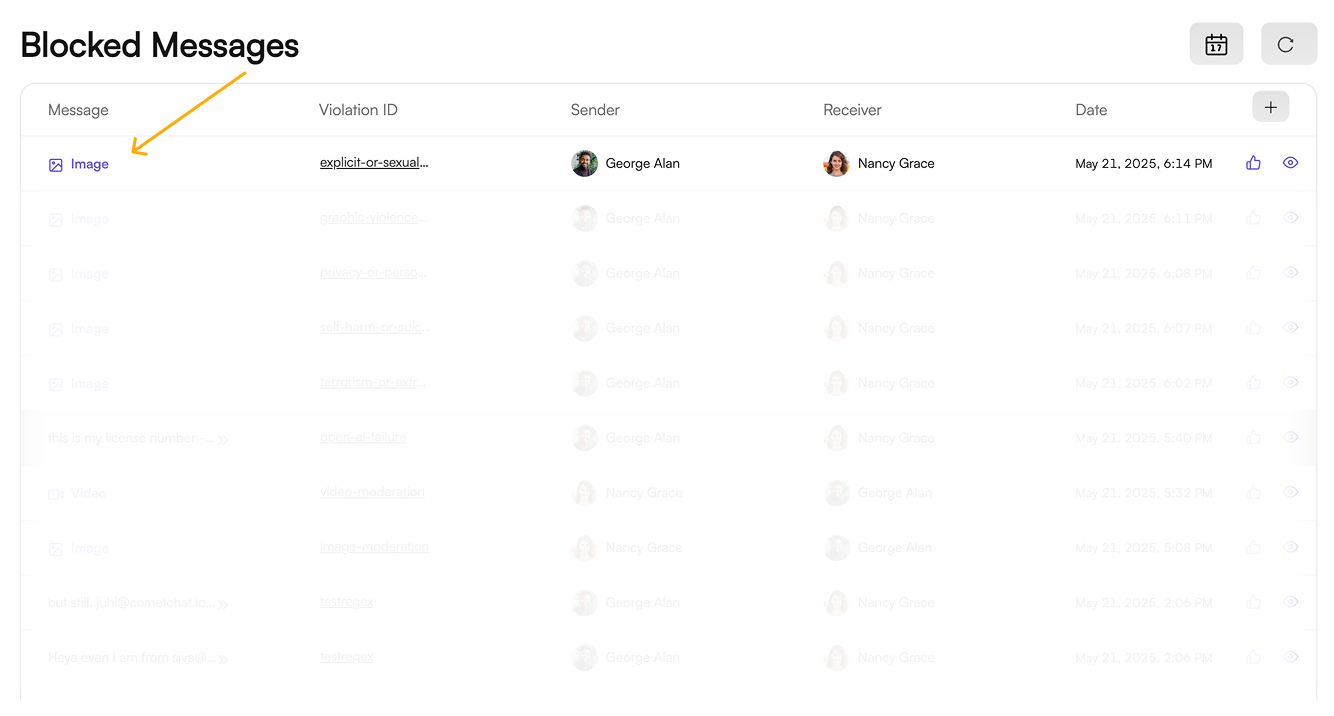 Blocked Messages
17
Message Violation ID Sender Receiver Date
Image explicit-or-sexual... George Alan Nancy Grace May 21, 2025, 6:14 PM
Image graphic-violence... George Alan Nancy Grace May 21, 2025, 6:11 PM
Image privacy-or-perso... George Alan Nancy Grace May 21, 2025, 6:08 PM
Image self-harm-or-suic... George Alan Nancy Grace May 21, 2025, 6:07 PM
Image terrorism-or-extr... George Alan Nancy Grace May 21, 2025, 6:02 PM
this is my license number -... » open-ai-failure George Alan Nancy Grace May 21, 2025, 5:40 PM
Video video-moderation Nancy Grace George Alan May 21, 2025, 5:32 PM
Image image-moderation Nancy Grace George Alan May 21, 2025, 5:08 PM
but still, juhi@cometchat.io... » testregex George Alan Nancy Grace May 21, 2025, 2:06 PM
Heya even i am from siva@i... » testregex George Alan Nancy Grace May 21, 2025, 2:06 PM